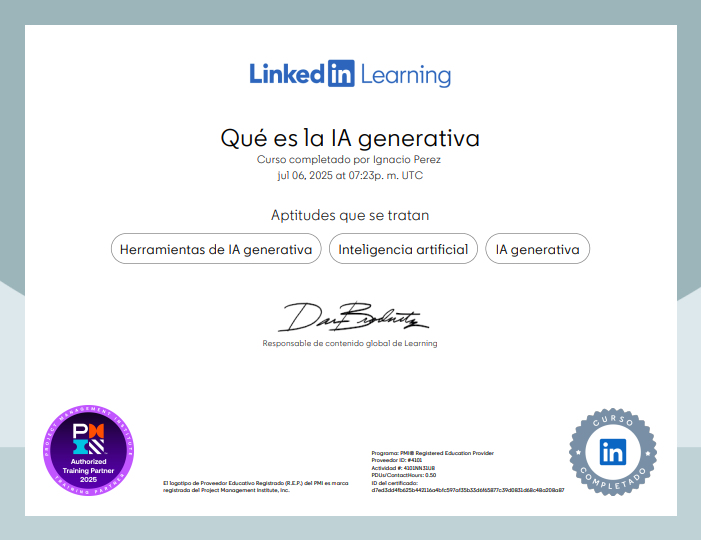 Linked in Learning
Qué es la IA generativa
Curso completado por Ignacio Perez
jul 06, 2025 at 07:23p. m. UTC
Aptitudes que se tratan
Herramientas de IA generativa
Inteligencia artificial
IA generativa
Responsable de contenido global de Learning
PROJECT MANAGEMENT INSTITUTE
PMI
Authorized
Training Partner
2025
TRAINING PARTNER
El logotipo de Proveedor Educativo Registrado (R.E.P.) del PMI es marca
registrada del Project Management Institute, Inc.
Programa: PMI® Registered Education Provider
Proveedor ID: #4101
Actividad #: 4101NN31U8
PDUs/ContactHours: 0.50
ID del certificado:
CURSO
in
COMPLETADO